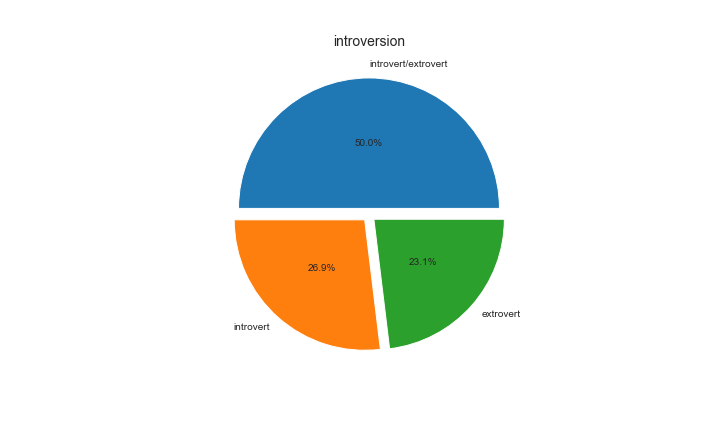 introversion
introvert/extrovert
50.0%
26.9%
23.1%
extrovert
introvert